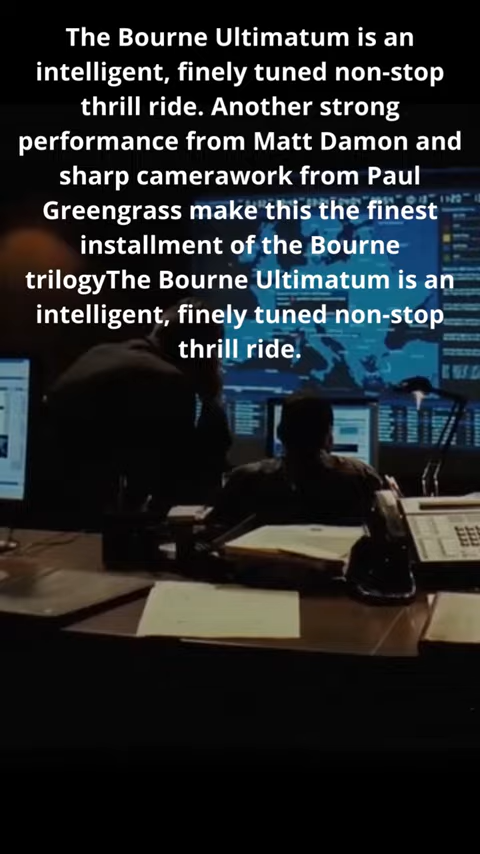 The Bourne Ultimatum is an
intelligent, finely tuned non-stop
thrill ride. Another strong
performance from Matt Damon and
sharp camerawork from Paul
Greengrass make this the finest
installment of the Bourne
trilogyThe Bourne Ultimatum is an
intelligent, finely tuned non-stop
thrill ride.